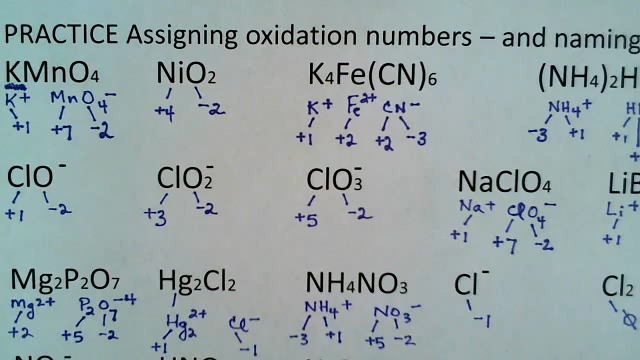 PRACTICE Assigning oxidation numbers – and naming
KMnO4 NiO2 K4Fe(CN)6 (NH4)2H
K+ MnO4- K+ Fe2+ CN- NH4+ H
+1 +7 -2 +4 -2 +1 +2 +2 -3 -3 +1 +1 +
ClO- ClO2- ClO3- NaClO4 LiE
+1 -2 +3 -2 +5 -2 Na+ ClO4- Li+
+1 +7 -2 +1
Mg2P2O7 Hg2Cl2 NH4NO3 Cl- Cl2
Mg2+ P2O7-4 Hg22+ Cl- NH4+ NO3- -1 Ø
+2 +5 -2 +1 -1 -3 +1 +5 -2